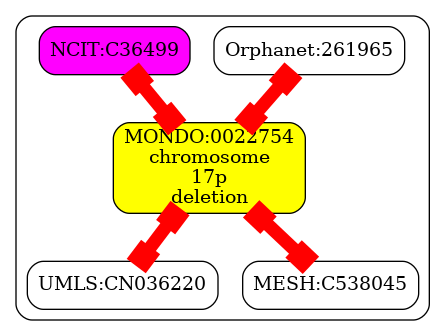 NCIT:C36499
Orphanet:261965
MONDO:0022754
chromosome
17p
deletion
UMLS:CN036220
MESH:C538045